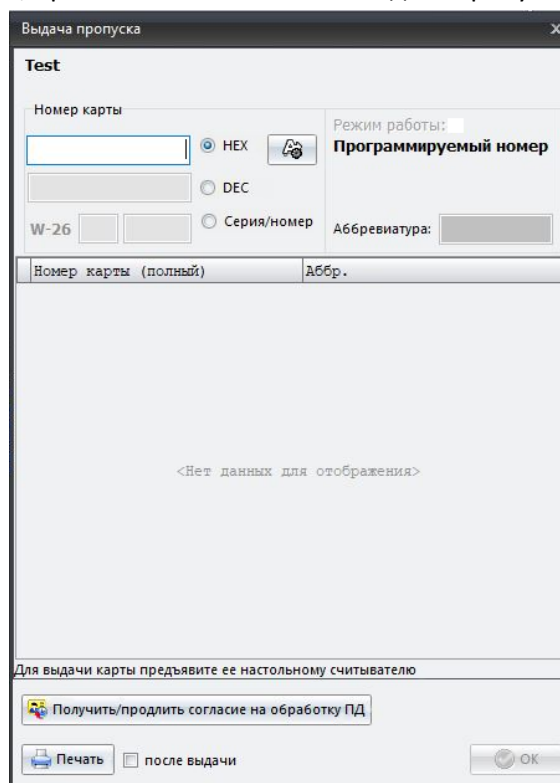 Выдача пропуска x
Test
Номер карты
HEX
DEC
W-26 Серия/номер
Режим работы:
Программируемый номер
Аббревиатура:
Номер карты (полный) Аббр.
<Нет данных для отображения>
Для выдачи карты предъявите ее настольному считывателю
Получить/продлить согласие на обработку ПД
Печать после выдачи OK